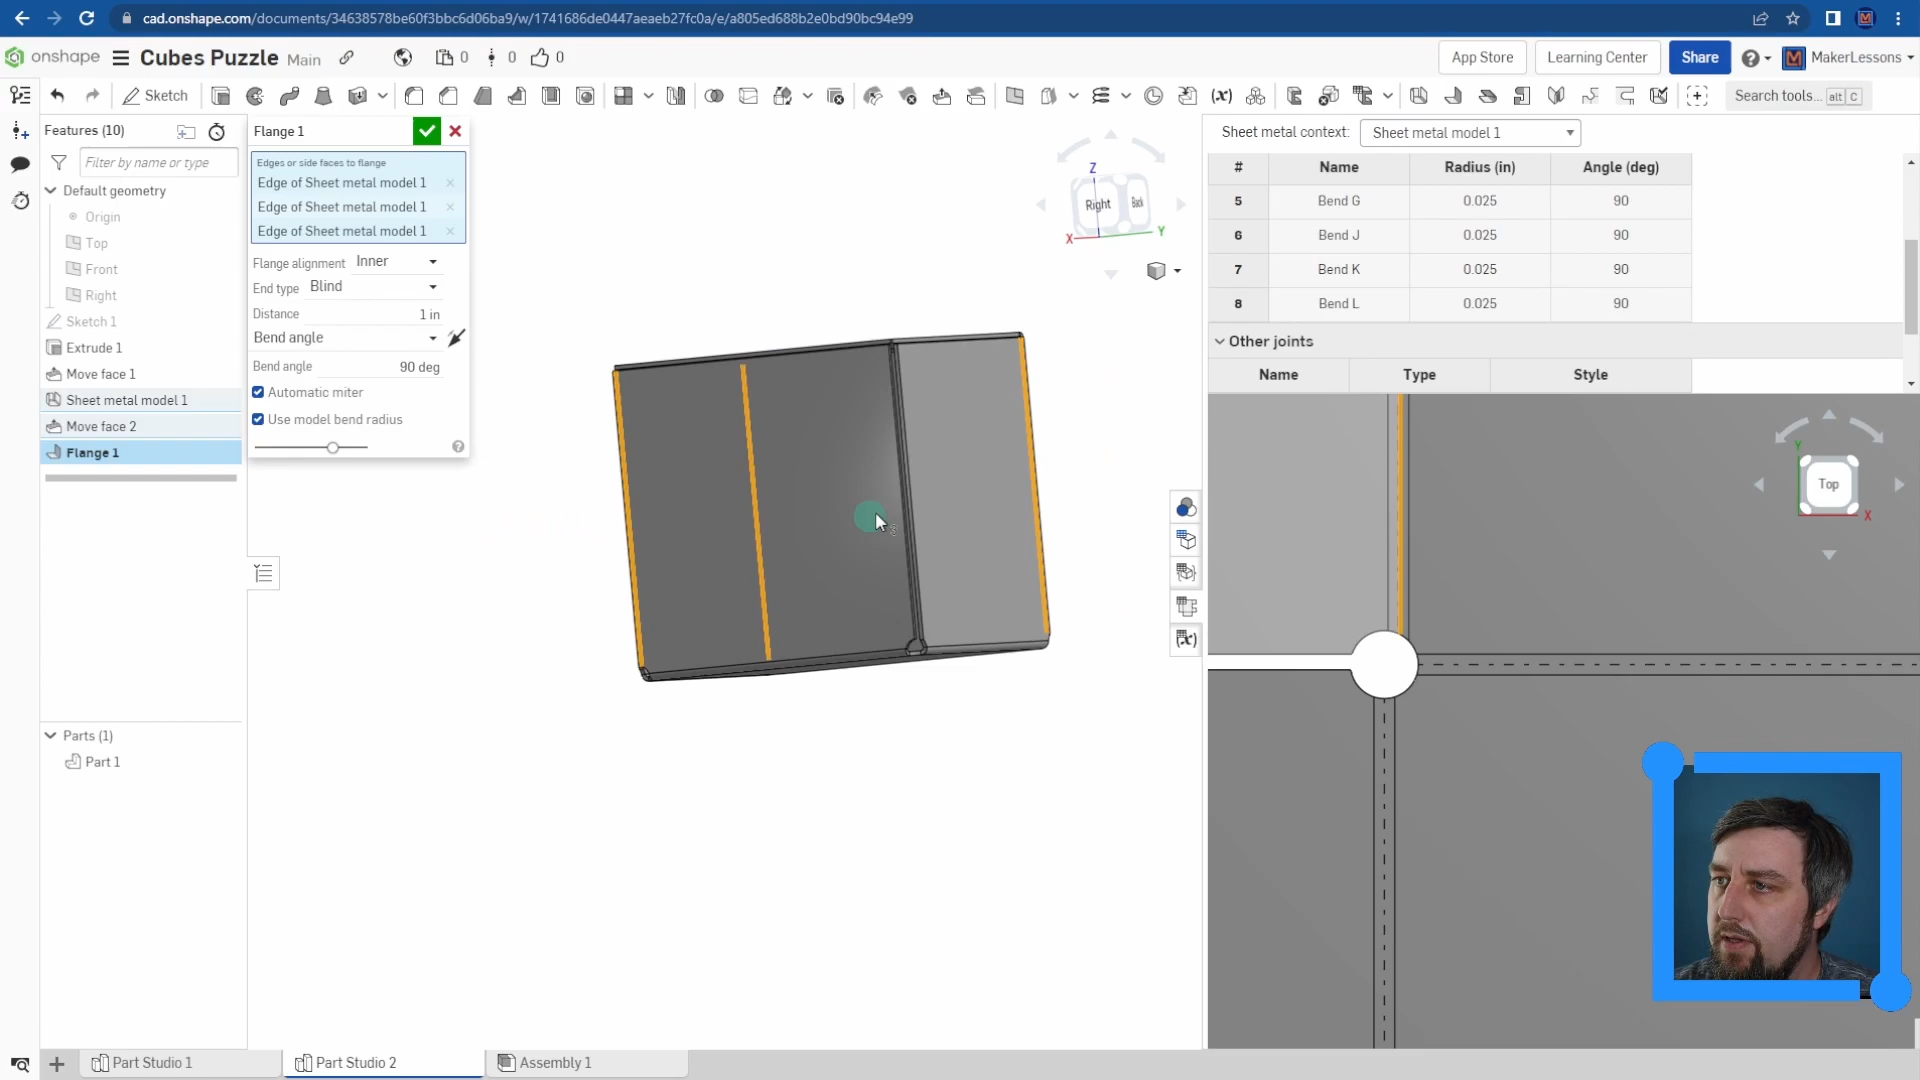 cad.onshape.com/documents/34638578be60f3bbc6d06ba9/w/1741686de0447aeaeb27fc0a/e/a805ed688b2e0bd90bc94e99
onshape
Cubes Puzzle Main
0
0
0
App Store
Learning Center
Share
MakerLessons
Sketch
Search tools... alt C
Features (10)
Filter by name or type
Default geometry
Origin
Top
Front
Right
Sketch 1
Extrude 1
Move face 1
Sheet metal model 1
Move face 2
Flange 1
Parts (1)
Part 1
Flange 1
Edges or side faces to flange
Edge of Sheet metal model 1
Edge of Sheet metal model 1
Edge of Sheet metal model 1
Flange alignment Inner
End type Blind
Distance 1 in
Bend angle
Bend angle 90 deg
Automatic miter
Use model bend radius
Z
Right
Back
X
Y
Sheet metal context: Sheet metal model 1
# Name Radius (in) Angle (deg)
5 Bend G 0.025 90
6 Bend J 0.025 90
7 Bend K 0.025 90
8 Bend L 0.025 90
Other joints
Name Type Style
Y
Top
X
Part Studio 1
Part Studio 2
Assembly 1